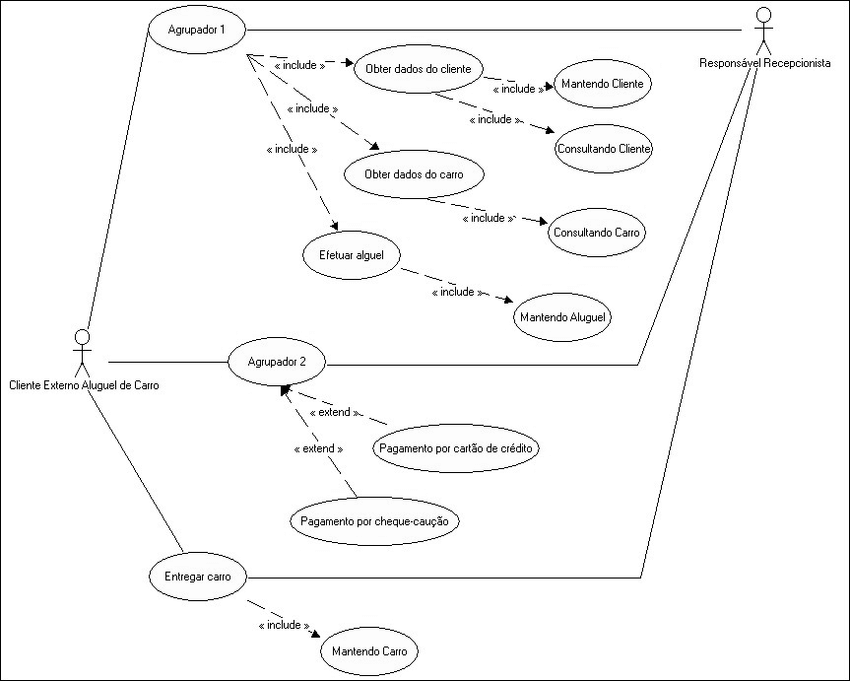 Agrupador 1
Responsável Recepcionista
« include »
Obter dados do cliente
« include »
Mantendo Cliente
« include »
« include »
Consultando Cliente
« include »
Obter dados do carro
« include »
Consultando Carro
Efetuar alguel
« include »
Mantendo Aluguel
Agrupador 2
Cliente Externo Aluguel de Carro
« extend »
« extend »
Pagamento por cartão de crédito
Pagamento por cheque-caução
Entregar carro
« include »
Mantendo Carro